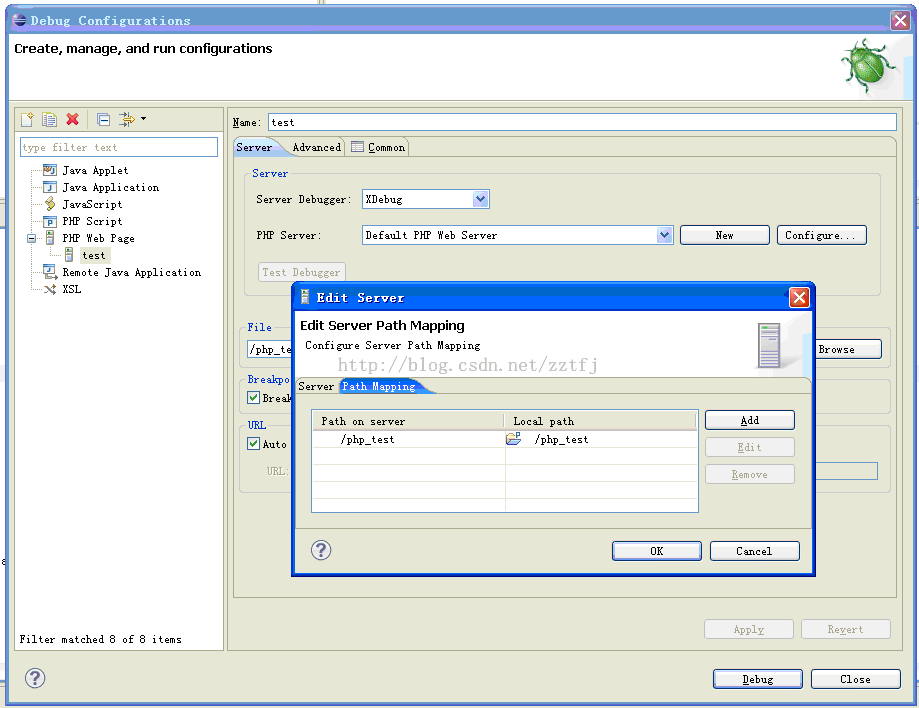 Debug Configurations
Create, manage, and run configurations
type filter text
Java Applet
Java Application
JavaScript
PHP Script
PHP Web Page
test
Remote Java Application
XSL
Filter matched 8 of 8 items
Name: test
Server Advanced Common
Server
Server Debugger: XDebug
PHP Server: Default PHP Web Server New Configure...
Test Debugger
File
/php_te Browse
Breakpo
Break
URL
Auto
URL:
Edit Server
Edit Server Path Mapping
Configure Server Path Mapping
http://blog.csdn.net/zztfj
Server Path Mapping
Path on server Local path
/php_test /php_test
Add
Edit
Remove
? OK Cancel
Apply Revert
? Debug Close